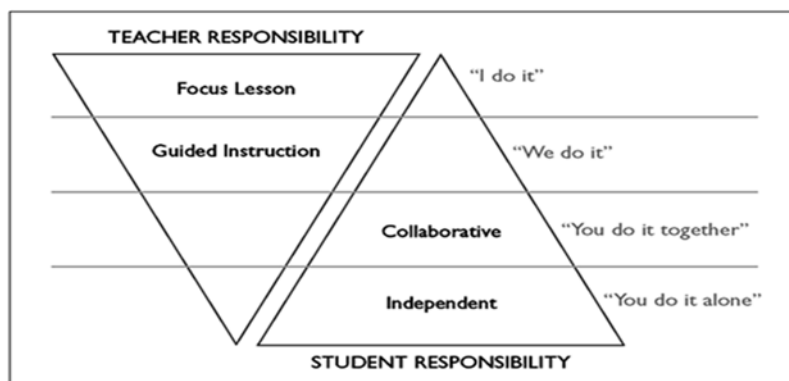 TEACHER RESPONSIBILITY
Focus Lesson
“I do it”
Guided Instruction
“We do it”
Collaborative
“You do it together”
Independent
“You do it alone”
STUDENT RESPONSIBILITY